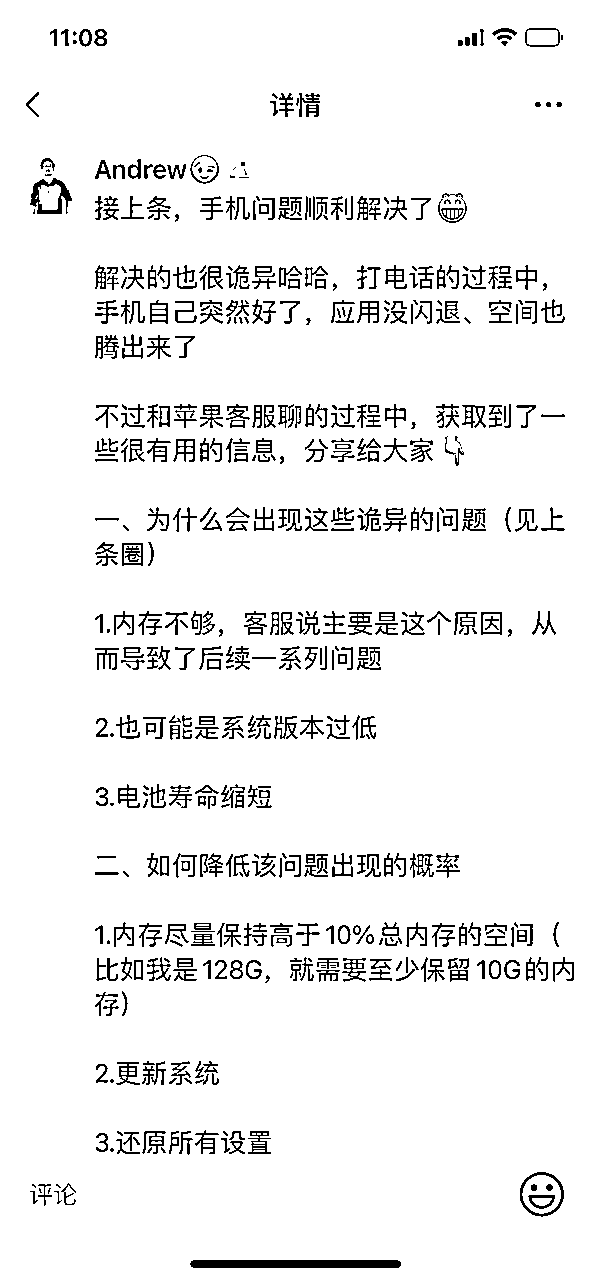 11:08
详情
Andrew😉
接上条，手机问题顺利解决了😁
解决的也很诡异哈哈，打电话的过程中，
手机自己突然好了，应用没闪退、空间也
腾出来了
不过和苹果客服聊的过程中，获取到了一
些很有用的信息，分享给大家👇
一、为什么会出现这些诡异的问题（见上
条圈）
1.内存不够，客服说主要是这个原因，从
而导致了后续一系列问题
2.也可能是系统版本过低
3.电池寿命缩短
二、如何降低该问题出现的概率
1.内存尽量保持高于10%总内存的空间（
比如我是128G，就需要至少保留10G的内
存）
2.更新系统
3.还原所有设置
评论